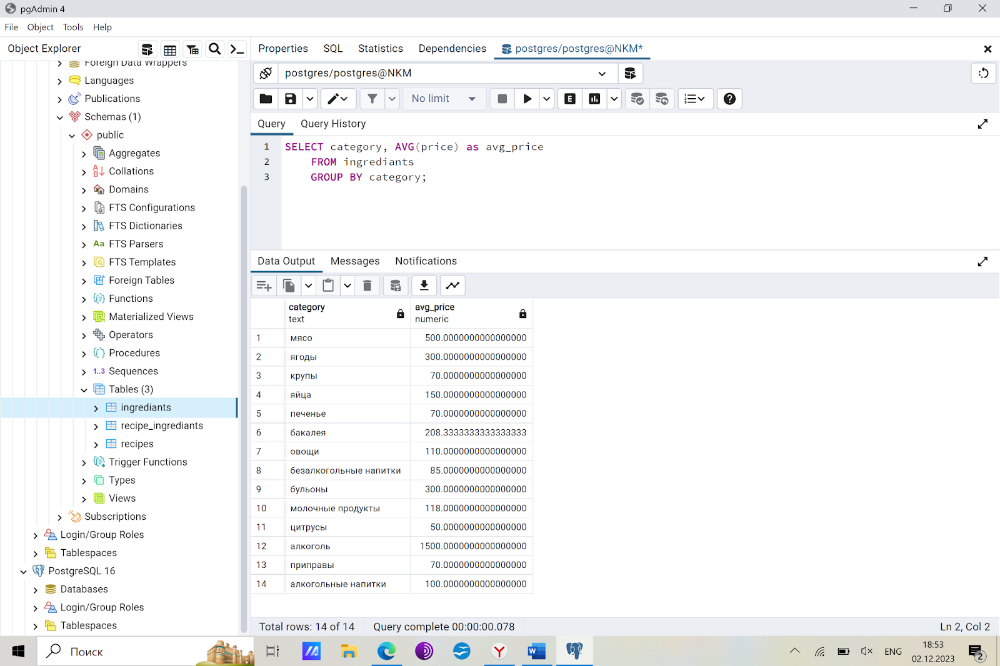 pgAdmin 4
File Object Tools Help
Object Explorer
Properties SQL Statistics Dependencies postgres/postgres@NKM*
Foreign Data Wrappers
Languages
Publications
Schemas (1)
public
Aggregates
Collations
Domains
FTS Configurations
FTS Dictionaries
Aa FTS Parsers
FTS Templates
Foreign Tables
Functions
Materialized Views
Operators
Procedures
1..3 Sequences
Tables (3)
ingrediants
recipe_ingrediants
recipes
Trigger Functions
Types
Views
Subscriptions
Login/Group Roles
Tablespaces
PostgreSQL 16
Databases
Login/Group Roles
Tablespaces
postgres/postgres@NKM
No limit E
Query Query History
1 SELECT category, AVG(price) as avg_price
2 FROM ingrediants
3 GROUP BY category;
Data Output Messages Notifications
category avg_price
text numeric
1 мясо 500.0000000000000000
2 ягоды 300.0000000000000000
3 крупы 70.0000000000000000
4 яйца 150.0000000000000000
5 печенье 70.0000000000000000
6 бакалея 208.3333333333333333
7 овощи 110.0000000000000000
8 безалкогольные напитки 85.0000000000000000
9 бульоны 300.0000000000000000
10 молочные продукты 118.0000000000000000
11 цитрусы 50.0000000000000000
12 алкоголь 1500.0000000000000000
13 приправы 70.0000000000000000
14 алкогольные напитки 100.0000000000000000
Total rows: 14 of 14 Query complete 00:00:00.078 Ln 2, Col 2
Поиск ENG 18:53
02.12.2023 2